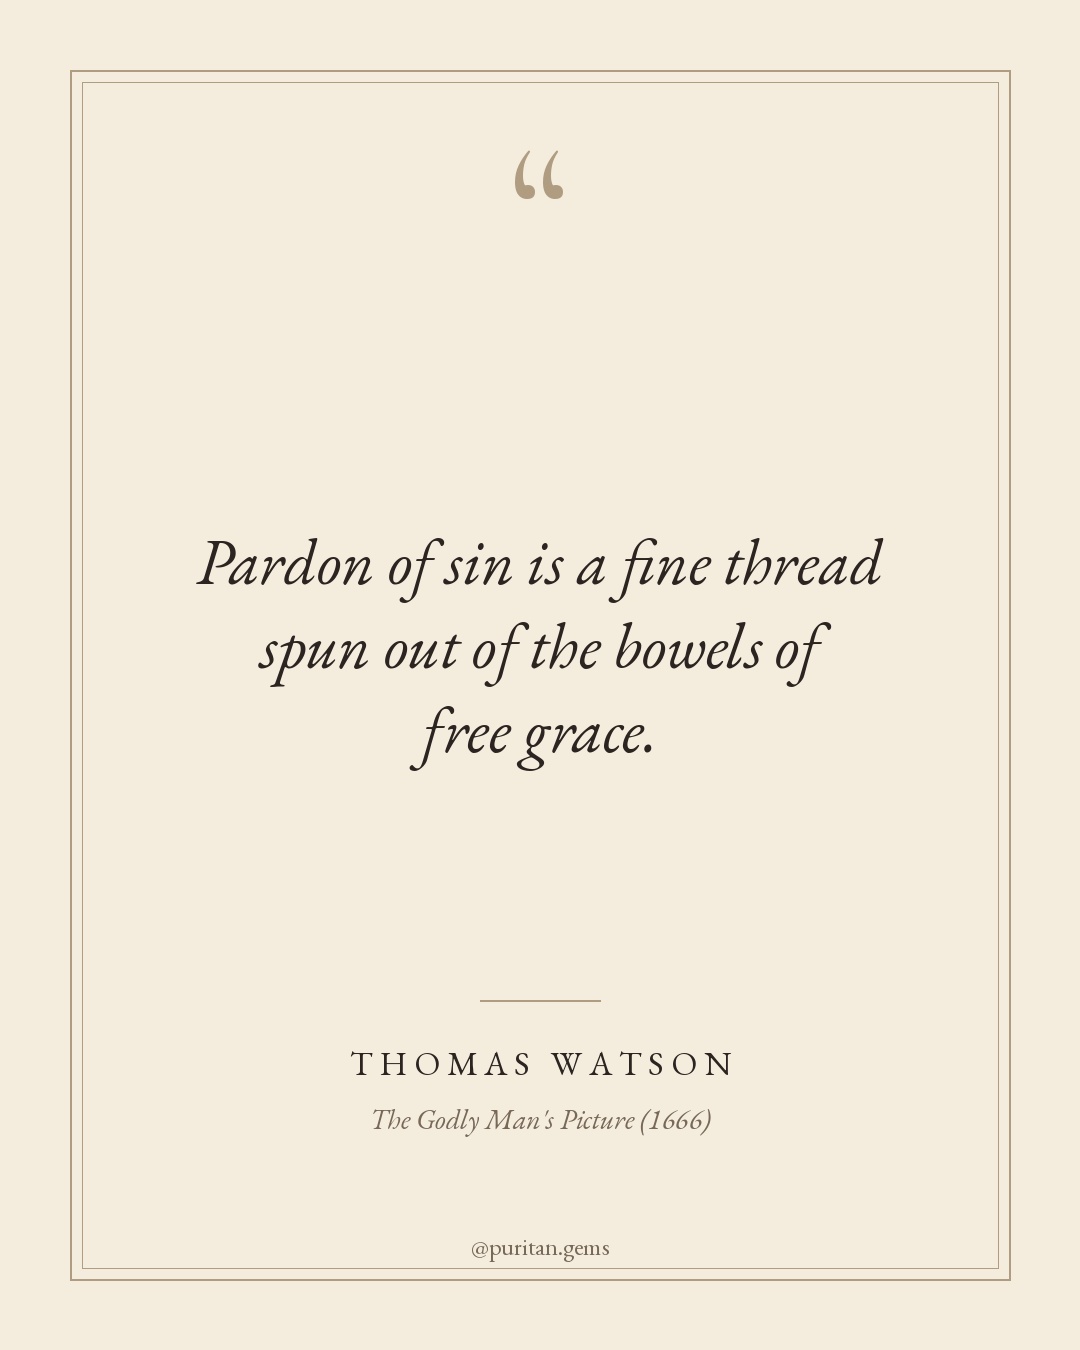 “
Pardon of sin is a fine thread
spun out of the bowels of
free grace.
THOMAS WATSON
The Godly Man's Picture (1666)
@puritan.gems